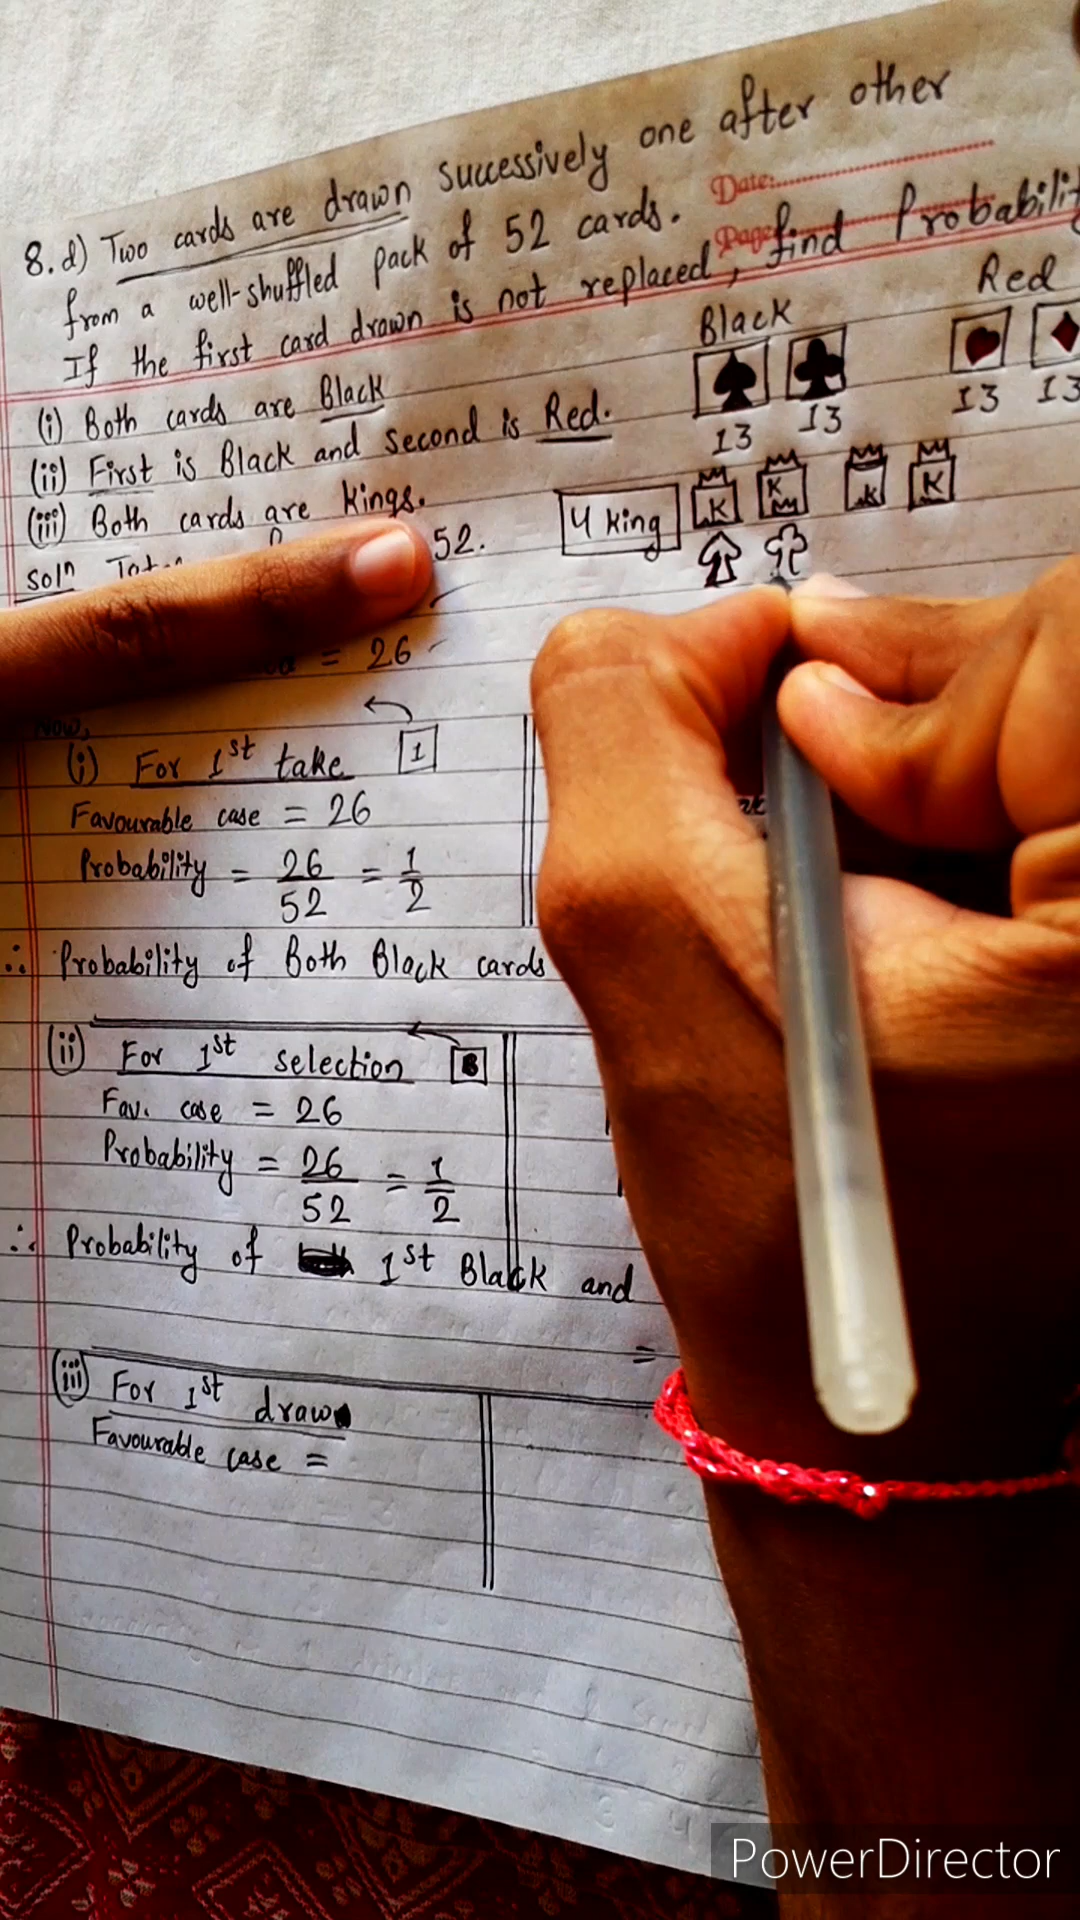 8. d) Two cards are drawn successively one after other
Date:
from a well-shuffled pack of 52 cards.
Page
If the first card drawn is not replaced, find Probabilit
Black
Red
(i) Both cards are Black
13 13 13 13
(ii) First is Black and second is Red.
(iii) Both cards are kings.
4 king K K K K
Soln 52.
= 26
Now,
(i) For 1st take 1
Favourable case = 26
Probability = 26/52 = 1/2
∴ Probability of Both Black cards
(ii) For 1st selection B
Fav. case = 26
Probability = 26/52 = 1/2
∴ Probability of 1st Black and
=
(iii) For 1st draw
Favourable case =
PowerDirector